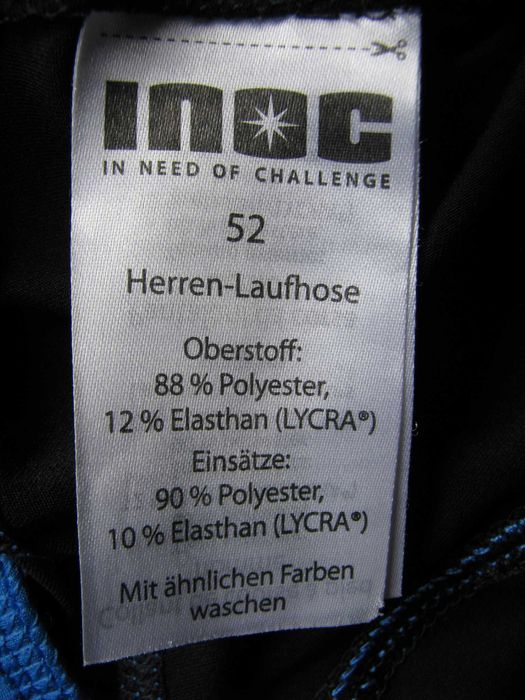 INOC
IN NEED OF CHALLENGE
52
Herren-Laufhose
Oberstoff:
88 % Polyester,
12 % Elasthan (LYCRA®)
Einsätze:
90 % Polyester,
10 % Elasthan (LYCRA®)
Mit ähnlichen Farben
waschen